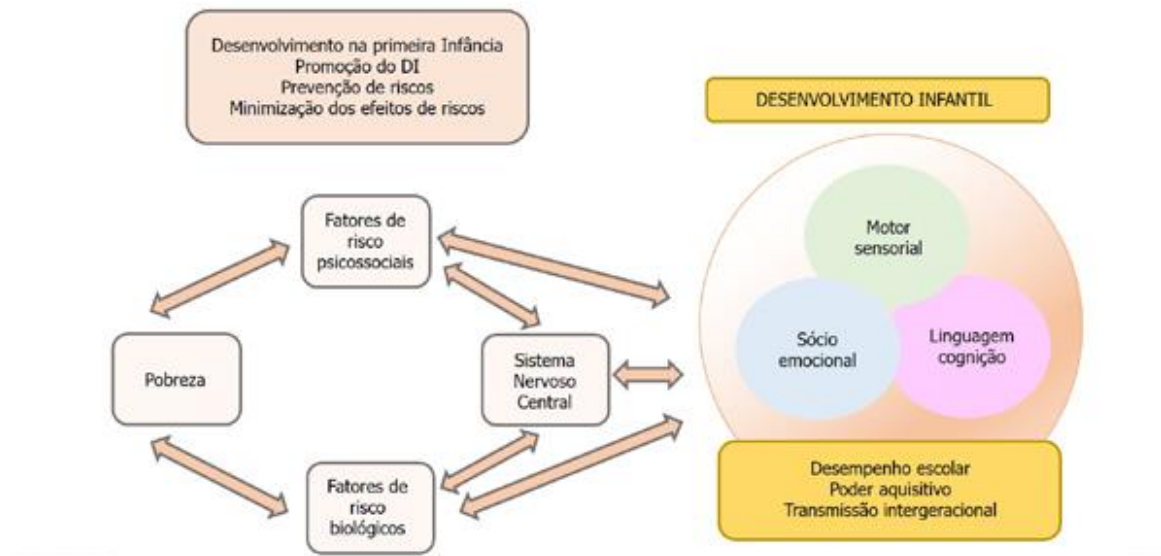 Desenvolvimento na primeira Infância
Promoção do DI
Prevenção de riscos
Minimização dos efeitos de riscos
DESENVOLVIMENTO INFANTIL
Fatores de
risco
psicossociais
Motor
sensorial
Pobreza
Sistema
Nervoso
Central
Sócio
emocional
Linguagem
cognição
Fatores de
risco
biológicos
Desempenho escolar
Poder aquisitivo
Transmissão intergeracional